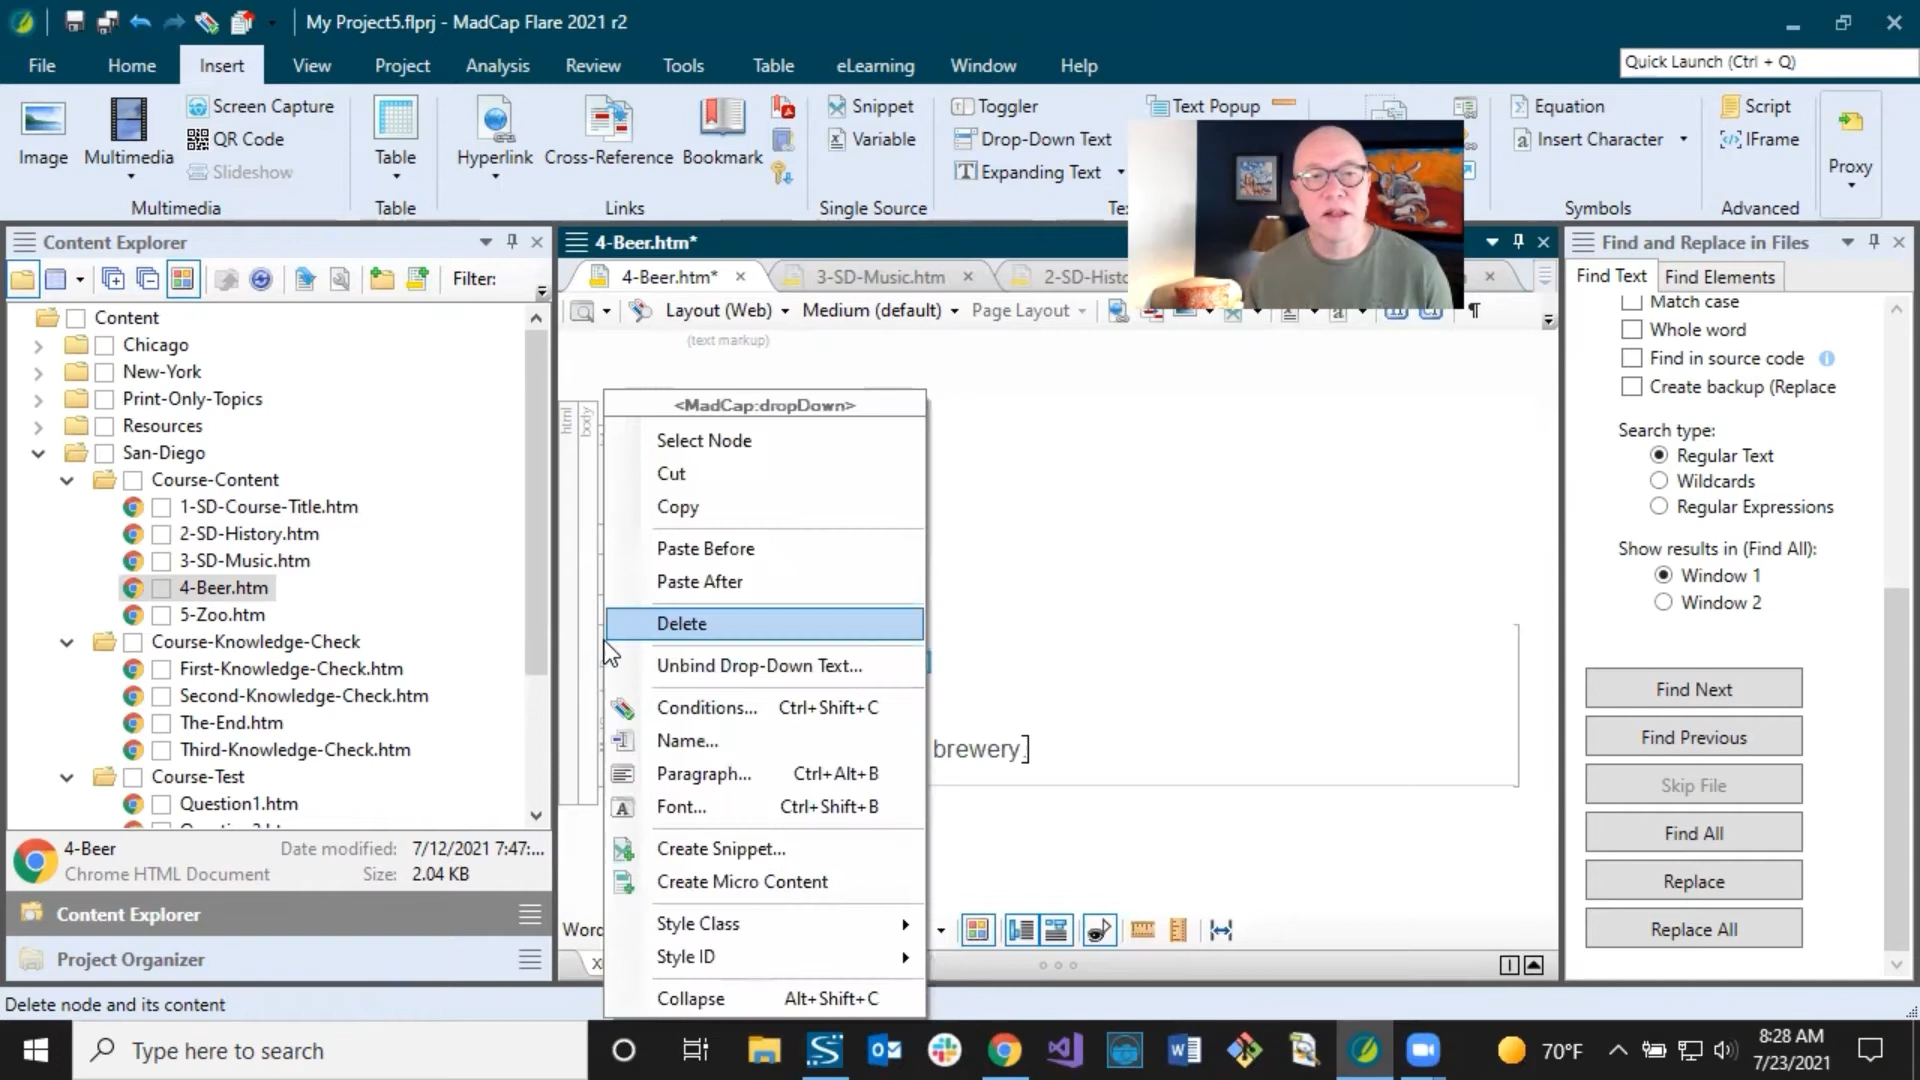 My Project5.flprj - MadCap Flare 2021 r2
File
Home
Insert
View
Project
Analysis
Review
Tools
Table
eLearning
Window
Help
Quick Launch (Ctrl + Q)
Image
Multimedia
Screen Capture
QR Code
Slideshow
Multimedia
Table
Table
Hyperlink
Cross-Reference
Bookmark
Links
Snippet
Variable
Single Source
Toggler
Drop-Down Text
Expanding Text
Text Popup
Equation
Insert Character
Symbols
Script
IFrame
Advanced
Proxy
Content Explorer
Filter:
Content
Chicago
New-York
Print-Only-Topics
Resources
San-Diego
Course-Content
1-SD-Course-Title.htm
2-SD-History.htm
3-SD-Music.htm
4-Beer.htm
5-Zoo.htm
Course-Knowledge-Check
First-Knowledge-Check.htm
Second-Knowledge-Check.htm
The-End.htm
Third-Knowledge-Check.htm
Course-Test
Question1.htm
4-Beer
Date modified: 7/12/2021 7:47:...
Chrome HTML Document
Size: 2.04 KB
Content Explorer
Project Organizer
Delete node and its content
4-Beer.htm*
4-Beer.htm*
3-SD-Music.htm
2-SD-Histo
Layout (Web)
Medium (default)
Page Layout
(text markup)
html
body
<MadCap:dropDown>
Select Node
Cut
Copy
Paste Before
Paste After
Delete
Unbind Drop-Down Text...
Conditions... Ctrl+Shift+C
Name...
Paragraph... Ctrl+Alt+B
Font... Ctrl+Shift+B
Create Snippet...
Create Micro Content
Style Class
Style ID
Collapse Alt+Shift+C
brewery]
Find and Replace in Files
Find Text
Find Elements
Match case
Whole word
Find in source code
Create backup (Replace
Search type:
Regular Text
Wildcards
Regular Expressions
Show results in (Find All):
Window 1
Window 2
Find Next
Find Previous
Skip File
Find All
Replace
Replace All
Type here to search
70°F
8:28 AM
7/23/2021